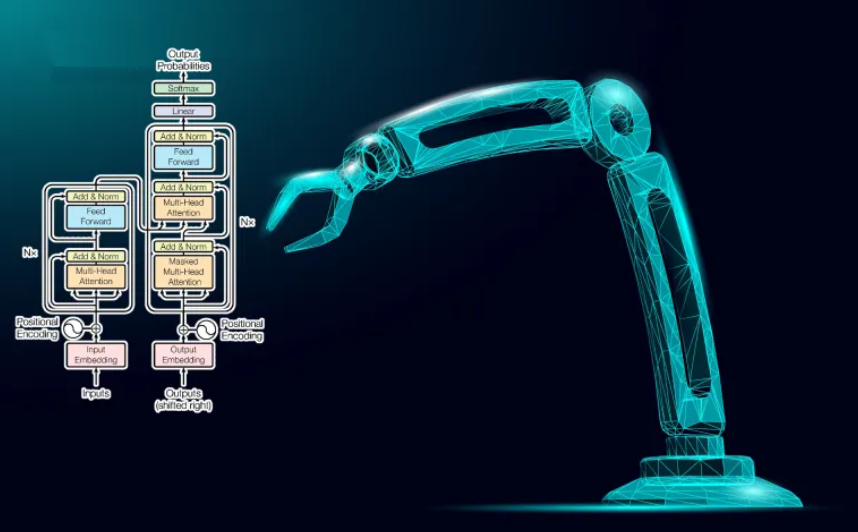 Output
Probabilities
Softmax
Linear
Add & Norm
Feed
Forward
Add & Norm
Multi-Head
Attention
Add & Norm
Masked
Multi-Head
Attention
Nx
Positional
Encoding
Output
Embedding
Outputs
(shifted right)
Add & Norm
Feed
Forward
Add & Norm
Multi-Head
Attention
Nx
Positional
Encoding
Input
Embedding
Inputs